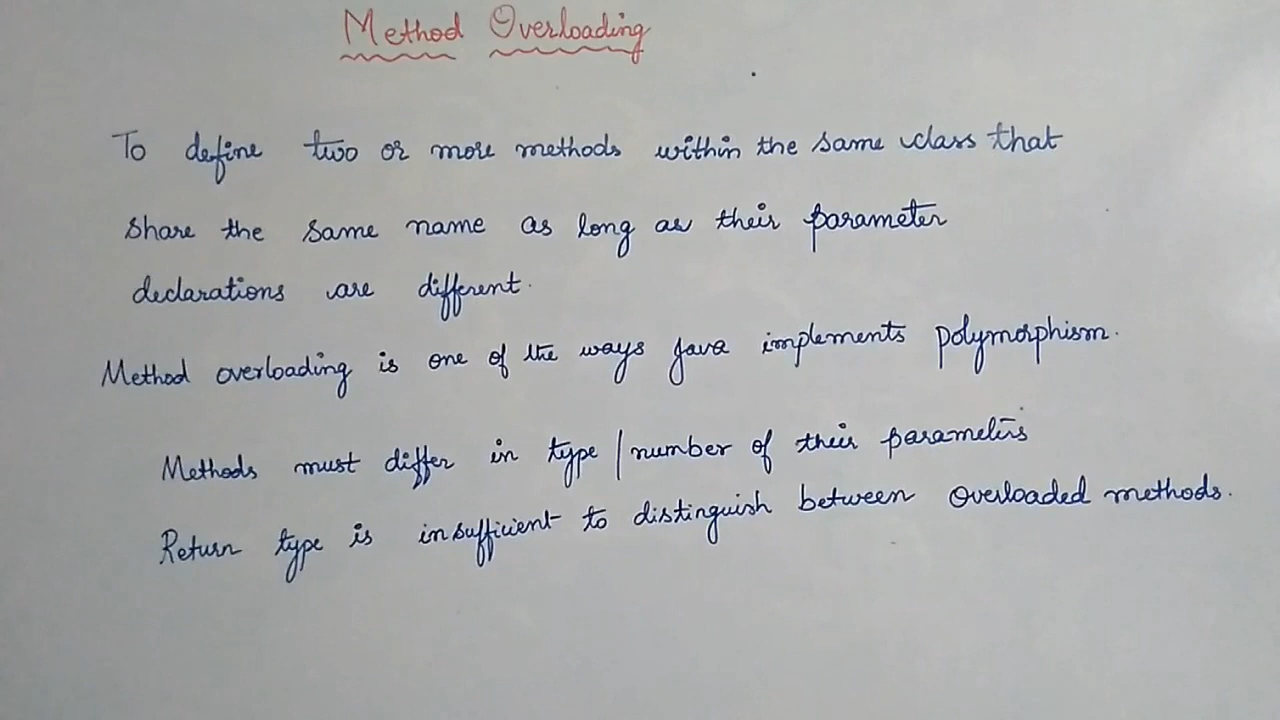 Method Overloading
To define two or more methods within the same class that
share the same name as long as their parameter
declarations are different.
Method overloading is one of the ways Java implements polymorphism.
Methods must differ in type / number of their parameters
Return type is insufficient to distinguish between overloaded methods.